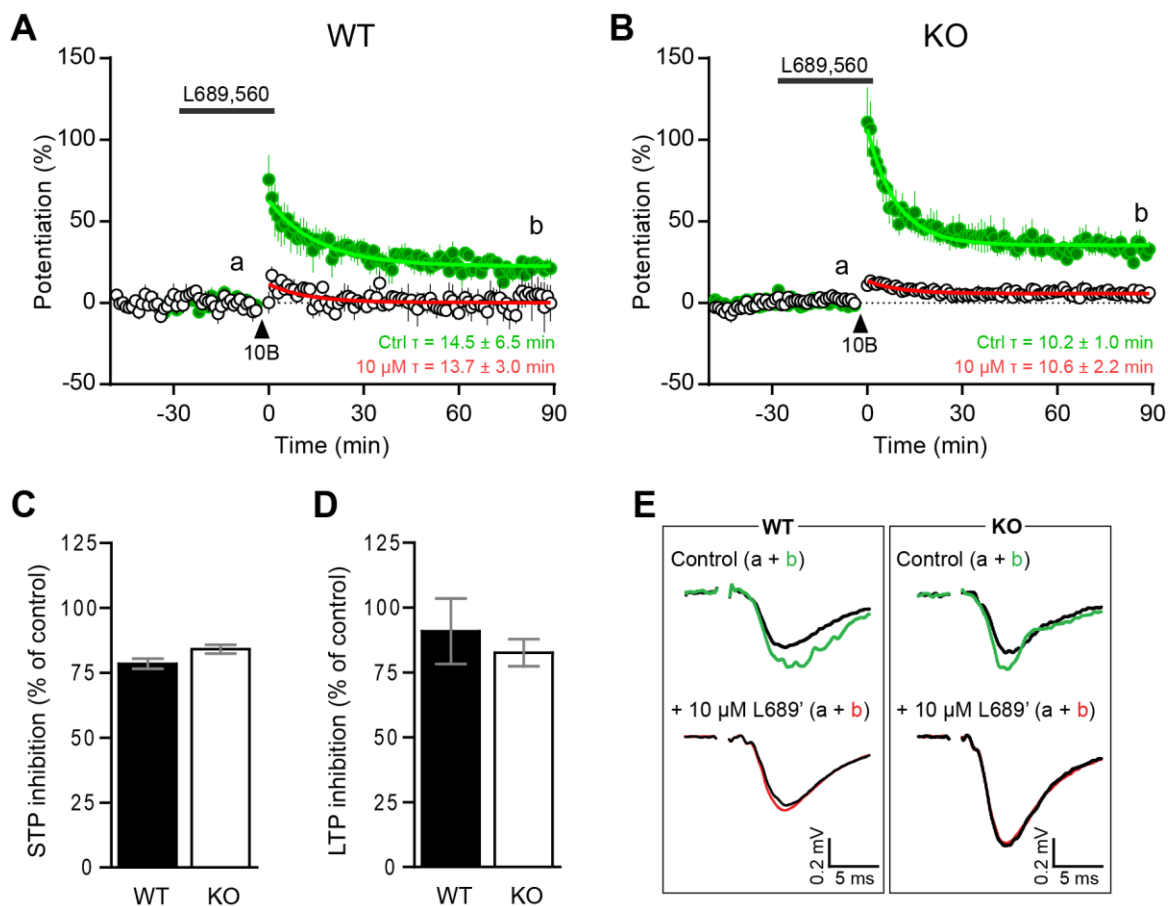 A
WT
150
100
50
0
-50
Potentiation (%)
L689,560
a
b
10B
Ctrl τ = 14.5 ± 6.5 min
10 µM τ = 13.7 ± 3.0 min
-30
0
30
60
90
Time (min)
B
KO
150
100
50
0
-50
Potentiation (%)
L689,560
a
b
10B
Ctrl τ = 10.2 ± 1.0 min
10 µM τ = 10.6 ± 2.2 min
-30
0
30
60
90
Time (min)
C
STP inhibition (% of control)
125
100
75
50
25
0
WT
KO
D
LTP inhibition (% of control)
125
100
75
50
25
0
WT
KO
E
WT
Control (a + b)
+ 10 µM L689' (a + b)
0.2 mV
5 ms
KO
Control (a + b)
+ 10 µM L689' (a + b)
0.2 mV
5 ms